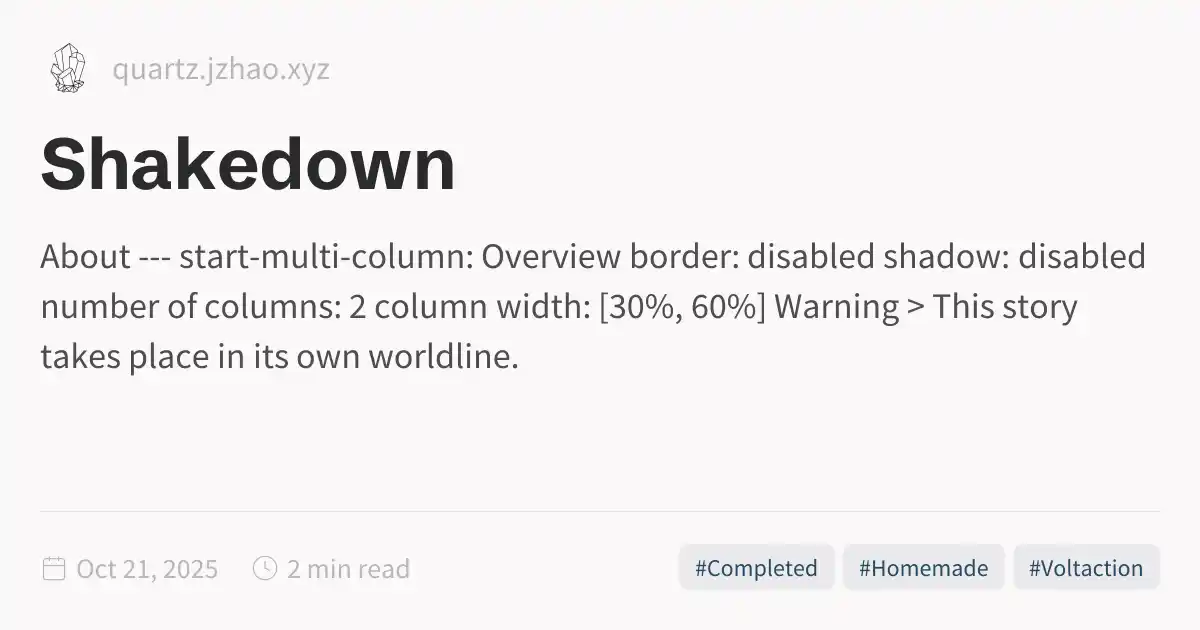 quartz.jzhao.xyz
Shakedown
About --- start-multi-column: Overview border: disabled shadow: disabled
number of columns: 2 column width: [30%, 60%] Warning > This story
takes place in its own worldline.
Oct 21, 2025 2 min read #Completed #Homemade #Voltaction